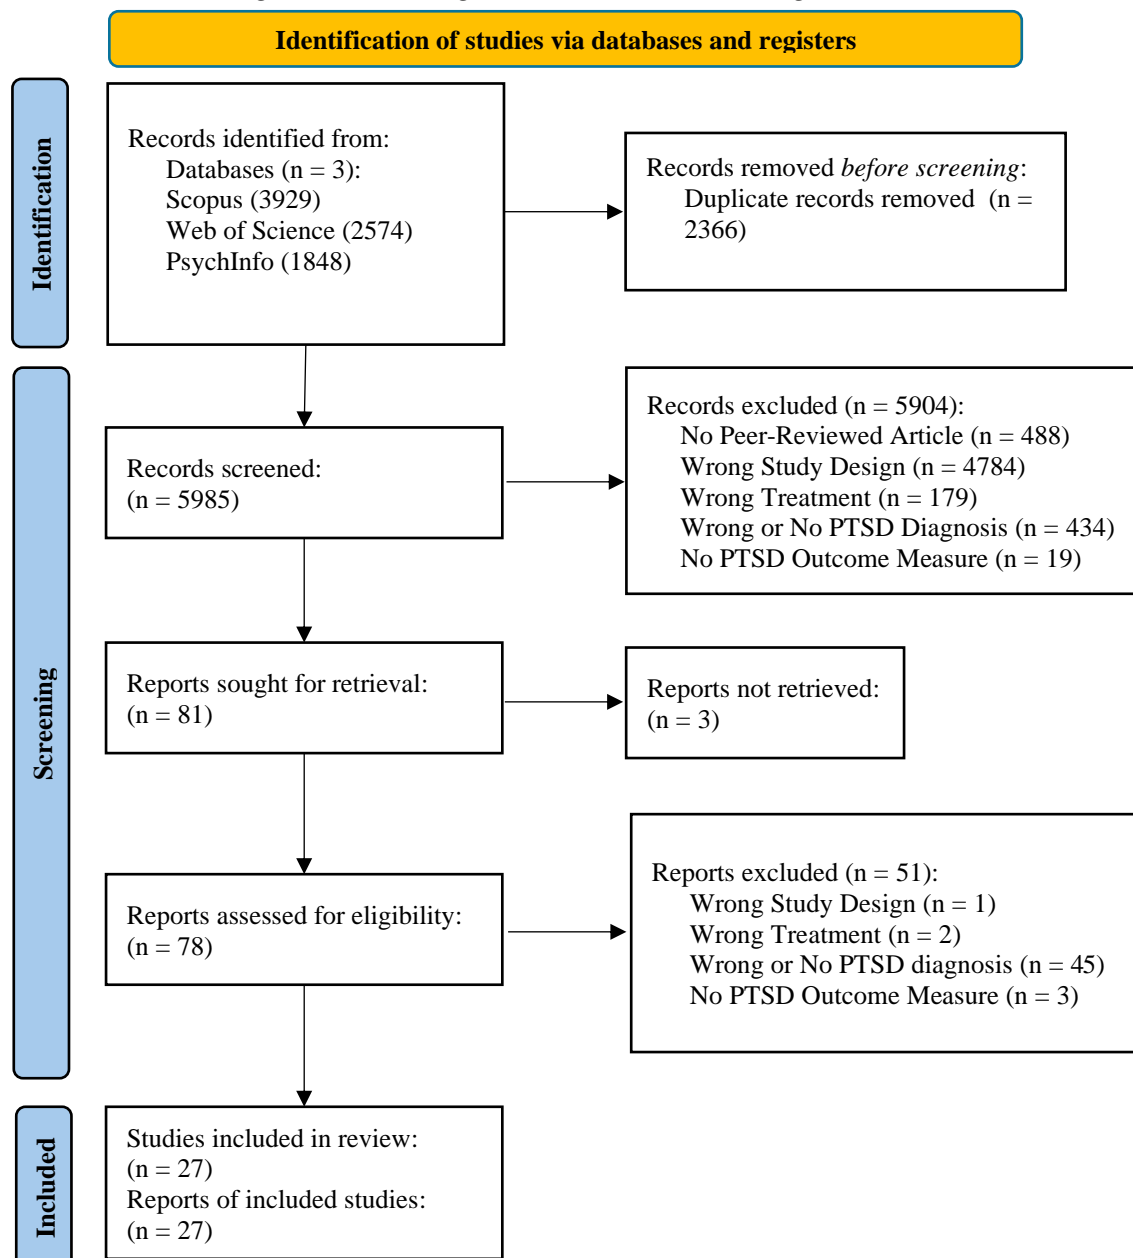 Identification of studies via databases and registers
Identification
Records identified from:
Databases (n = 3):
Scopus (3929)
Web of Science (2574)
PsychInfo (1848)
Records removed before screening:
Duplicate records removed (n =
2366)
Screening
Records screened:
(n = 5985)
Records excluded (n = 5904):
No Peer-Reviewed Article (n = 488)
Wrong Study Design (n = 4784)
Wrong Treatment (n = 179)
Wrong or No PTSD Diagnosis (n = 434)
No PTSD Outcome Measure (n = 19)
Reports sought for retrieval:
(n = 81)
Reports not retrieved:
(n = 3)
Reports assessed for eligibility:
(n = 78)
Reports excluded (n = 51):
Wrong Study Design (n = 1)
Wrong Treatment (n = 2)
Wrong or No PTSD diagnosis (n = 45)
No PTSD Outcome Measure (n = 3)
Included
Studies included in review:
(n = 27)
Reports of included studies:
(n = 27)